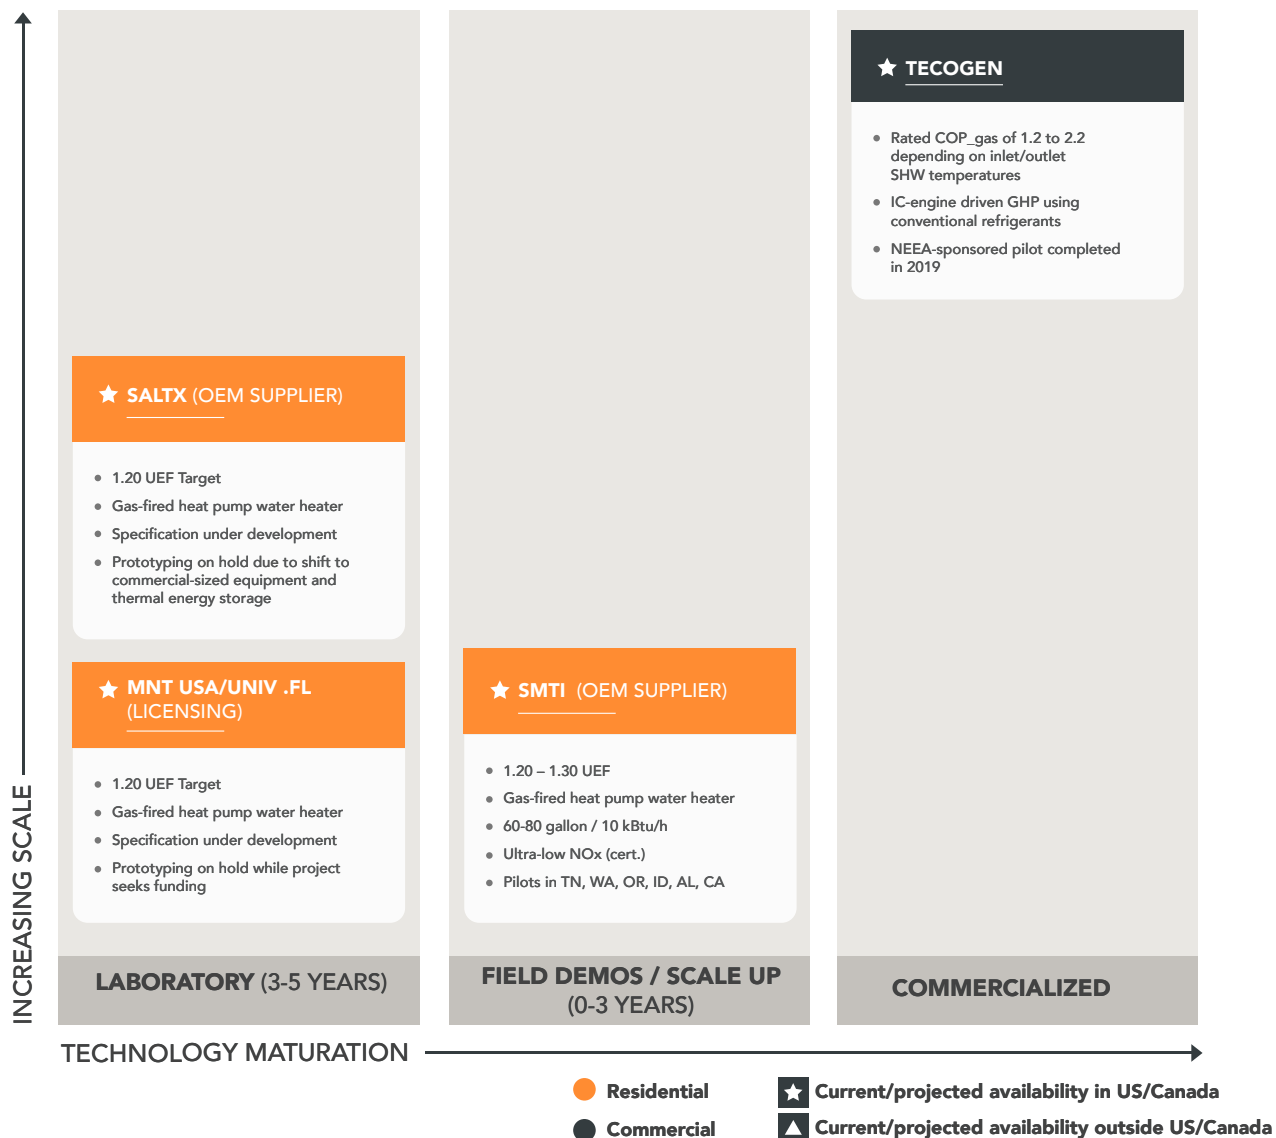 TECOGEN
Rated COP_gas of 1.2 to 2.2
depending on inlet/outlet
SHW temperatures
IC-engine driven GHP using
conventional refrigerants
NEEA-sponsored pilot completed
in 2019
SALTX (OEM SUPPLIER)
1.20 UEF Target
Gas-fired heat pump water heater
Specification under development
Prototyping on hold due to shift to
commercial-sized equipment and
thermal energy storage
MNT USA/UNIV .FL
(LICENSING)
1.20 UEF Target
Gas-fired heat pump water heater
Specification under development
Prototyping on hold while project
seeks funding
SMTI (OEM SUPPLIER)
1.20 – 1.30 UEF
Gas-fired heat pump water heater
60-80 gallon / 10 kBtu/h
Ultra-low NOx (cert.)
Pilots in TN, WA, OR, ID, AL, CA
INCREASING SCALE
LABORATORY (3-5 YEARS)
FIELD DEMOS / SCALE UP
(0-3 YEARS)
COMMERCIALIZED
TECHNOLOGY MATURATION
Residential
Current/projected availability in US/Canada
Commercial
Current/projected availability outside US/Canada